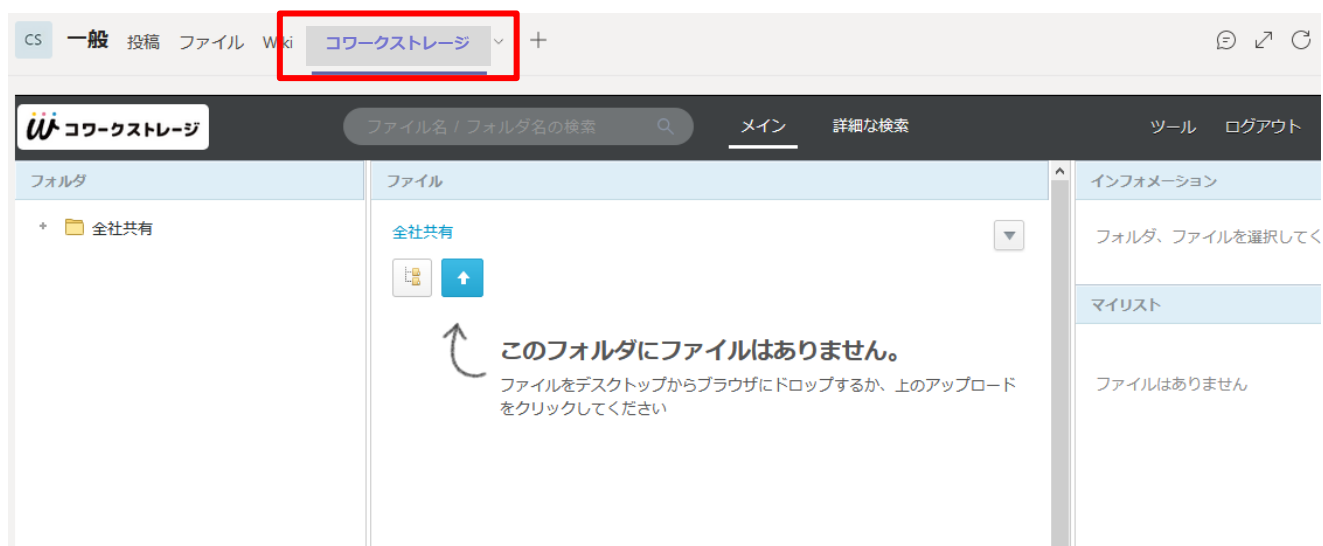 CS 一般 投稿 ファイル Wiki コワークストレージ
コワークストレージ ファイル名 / フォルダ名の検索 メイン 詳細な検索 ツール ログアウト
フォルダ
全社共有
ファイル
全社共有
このフォルダにファイルはありません。
ファイルをデスクトップからブラウザにドロップするか、上のアップロード
をクリックしてください
インフォメーション
フォルダ、ファイルを選択してく
マイリスト
ファイルはありません